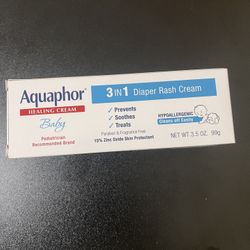 Aquaphor
HEALING CREAM
Baby
Pediatrician
Recommended Brand
3 IN 1 Diaper Rash Cream
✓ Prevents
✓ Soothes
✓ Treats
Paraben & Fragrance Free
15% Zinc Oxide Skin Protectant
HYPOALLERGENIC
Cleans off Easily
NET WT. 3.5 OZ. 99g